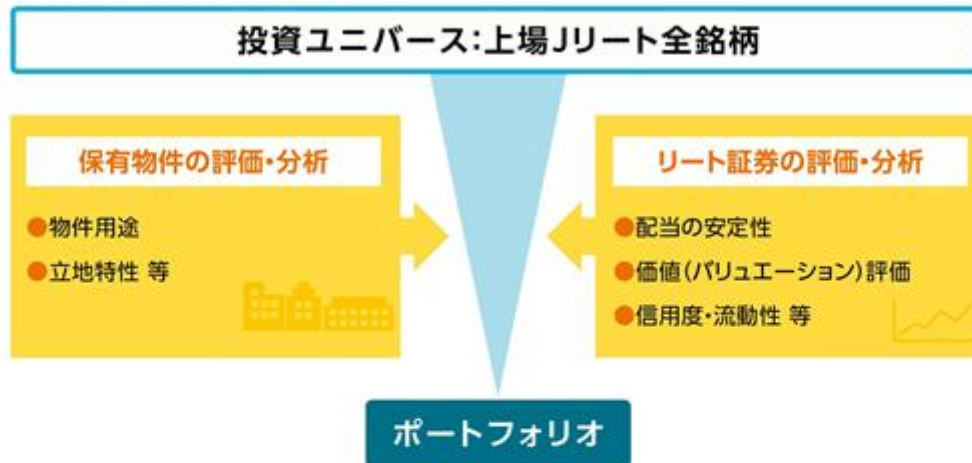 投資ユニバース:上場Jリート全銘柄
保有物件の評価・分析
●物件用途
●立地特性 等
リート証券の評価・分析
●配当の安定性
●価値(バリュエーション)評価
●信用度・流動性 等
ポートフォリオ